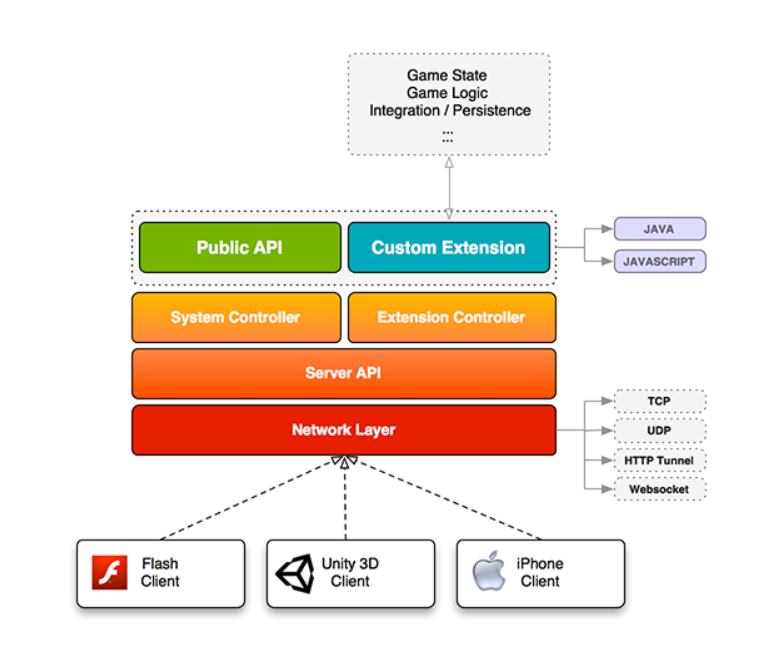 Game State
Game Logic
Integration / Persistence
:::
Public API
Custom Extension
JAVA
JAVASCRIPT
System Controller
Extension Controller
Server API
Network Layer
TCP
UDP
HTTP Tunnel
Websocket
Flash
Client
Unity 3D
Client
iPhone
Client